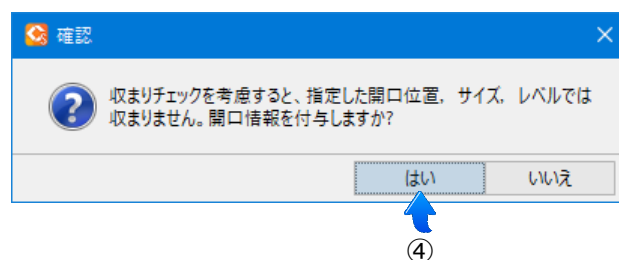 確認
収まりチェックを考慮すると、指定した開口位置，サイズ，レベルでは
収まりません。開口情報を付与しますか?
はい いいえ
④